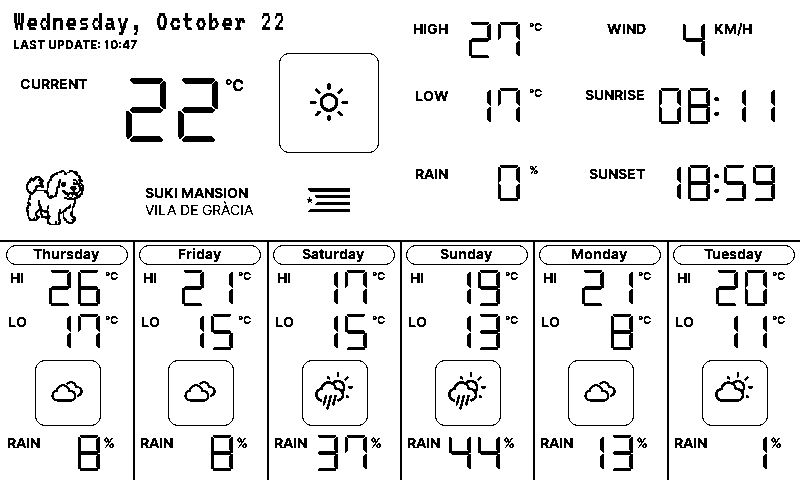 Wednesday, October 22
LAST UPDATE: 10:47
CURRENT 22 °C
HIGH 27 °C
LOW 17 °C
RAIN 0 %
WIND 4 KM/H
SUNRISE 08:11
SUNSET 18:59
SUKI MANSION
VILA DE GRÀCIA
Thursday
HI 26 °C
LO 17 °C
RAIN 8 %
Friday
HI 21 °C
LO 15 °C
RAIN 8 %
Saturday
HI 17 °C
LO 15 °C
RAIN 37 %
Sunday
HI 19 °C
LO 13 °C
RAIN 44 %
Monday
HI 21 °C
LO 8 °C
RAIN 13 %
Tuesday
HI 20 °C
LO 11 °C
RAIN 1 %